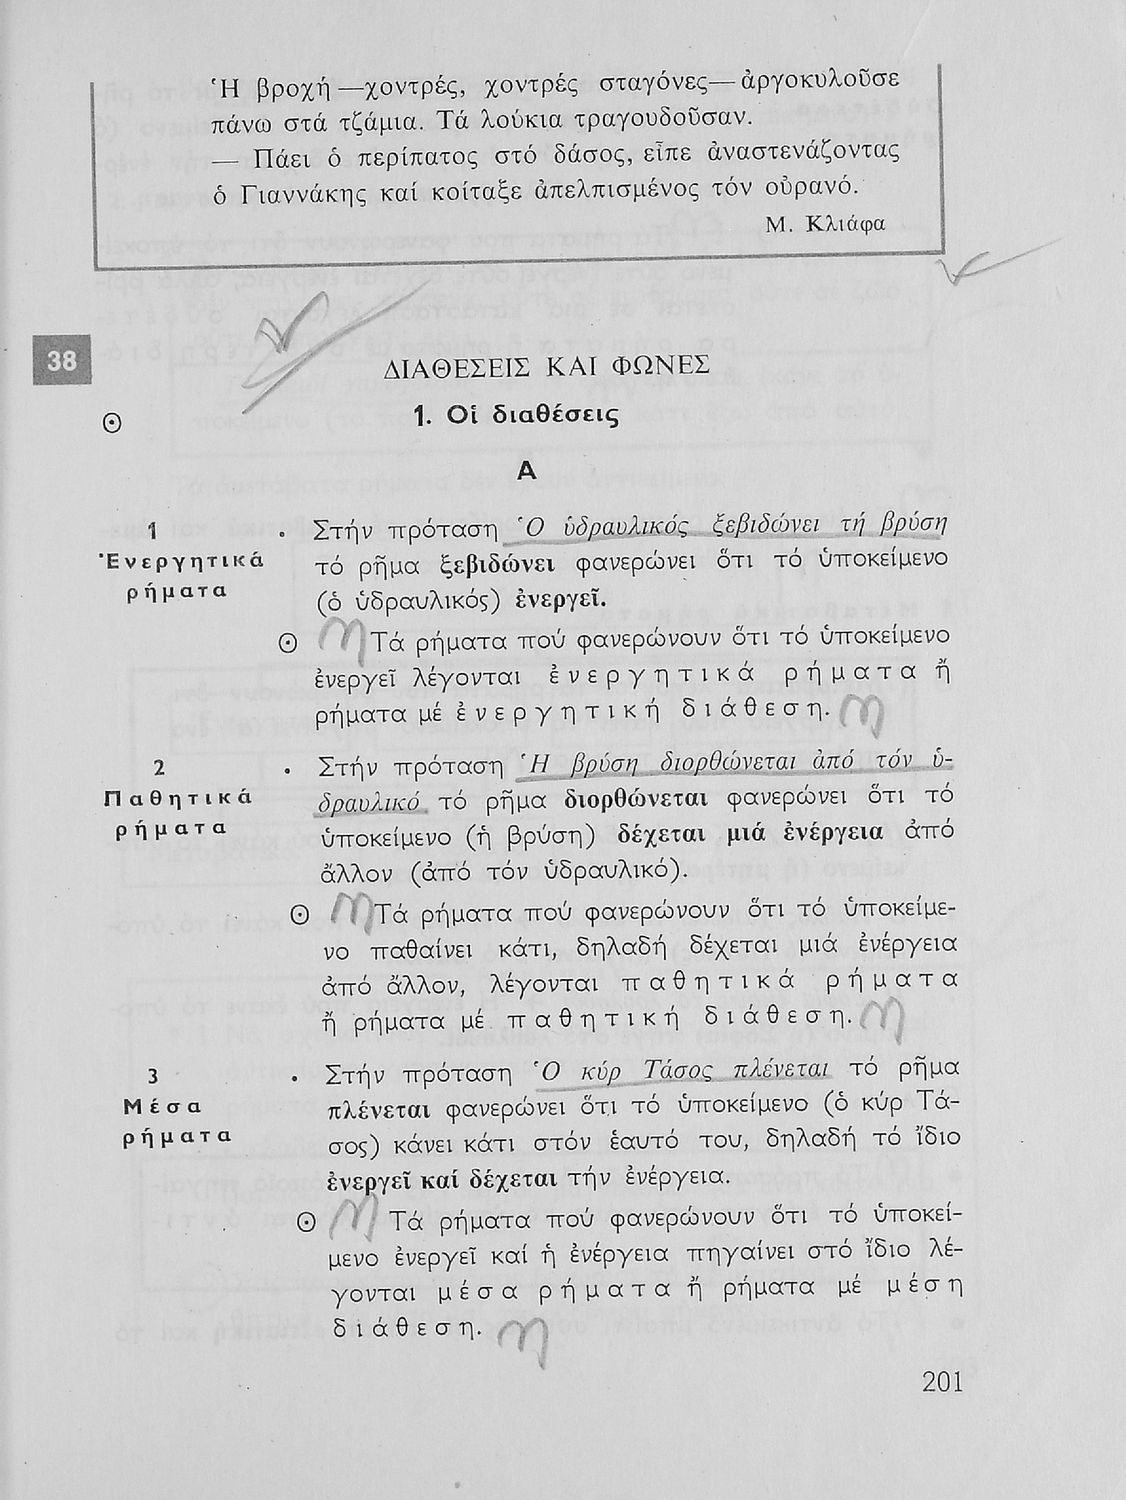 Ἡ βροχή —χοντρές, χοντρές σταγόνες— ἀργοκυλοῦσε
πάνω στά τζάμια. Τά λούκια τραγουδοῦσαν.
— Πάει ὁ περίπατος στό δάσος, εἶπε ἀναστενάζοντας
ὁ Γιαννάκης καί κοίταξε ἀπελπισμένος τόν οὐρανό.
Μ. Κλιάφα
38
ΔΙΑΘΕΣΕΙΣ ΚΑΙ ΦΩΝΕΣ
1. Οἱ διαθέσεις
Α
1
Ἐνεργητικά
ρήματα
Στήν πρόταση Ὁ ὑδραυλικός ξεβιδώνει τή βρύση
τό ρῆμα ξεβιδώνει φανερώνει ὅτι τό ὑποκείμενο
(ὁ ὑδραυλικός) ἐνεργεῖ.
Τά ρήματα πού φανερώνουν ὅτι τό ὑποκείμενο
ἐνεργεῖ λέγονται ἐνεργητικά ρήματα ἤ
ρήματα μέ ἐνεργητική διάθεση.
2
Παθητικά
ρήματα
Στήν πρόταση Ἡ βρύση διορθώνεται ἀπό τόν ὑ-
δραυλικό τό ρῆμα διορθώνεται φανερώνει ὅτι τό
ὑποκείμενο (ἡ βρύση) δέχεται μιά ἐνέργεια ἀπό
ἄλλον (ἀπό τόν ὑδραυλικό).
Τά ρήματα πού φανερώνουν ὅτι τό ὑποκείμε-
νο παθαίνει κάτι, δηλαδή δέχεται μιά ἐνέργεια
ἀπό ἄλλον, λέγονται παθητικά ρήματα
ἤ ρήματα μέ παθητική διάθεση.
3
Μέσα
ρήματα
Στήν πρόταση Ὁ κύρ Τάσος πλένεται τό ρῆμα
πλένεται φανερώνει ὅτι τό ὑποκείμενο (ὁ κύρ Τά-
σος) κάνει κάτι στόν ἑαυτό του, δηλαδή τό ἴδιο
ἐνεργεῖ καί δέχεται τήν ἐνέργεια.
Τά ρήματα πού φανερώνουν ὅτι τό ὑποκεί-
μενο ἐνεργεῖ καί ἡ ἐνέργεια πηγαίνει στό ἴδιο λέ-
γονται μέσα ρήματα ἤ ρήματα μέ μέση
διάθεση.
201